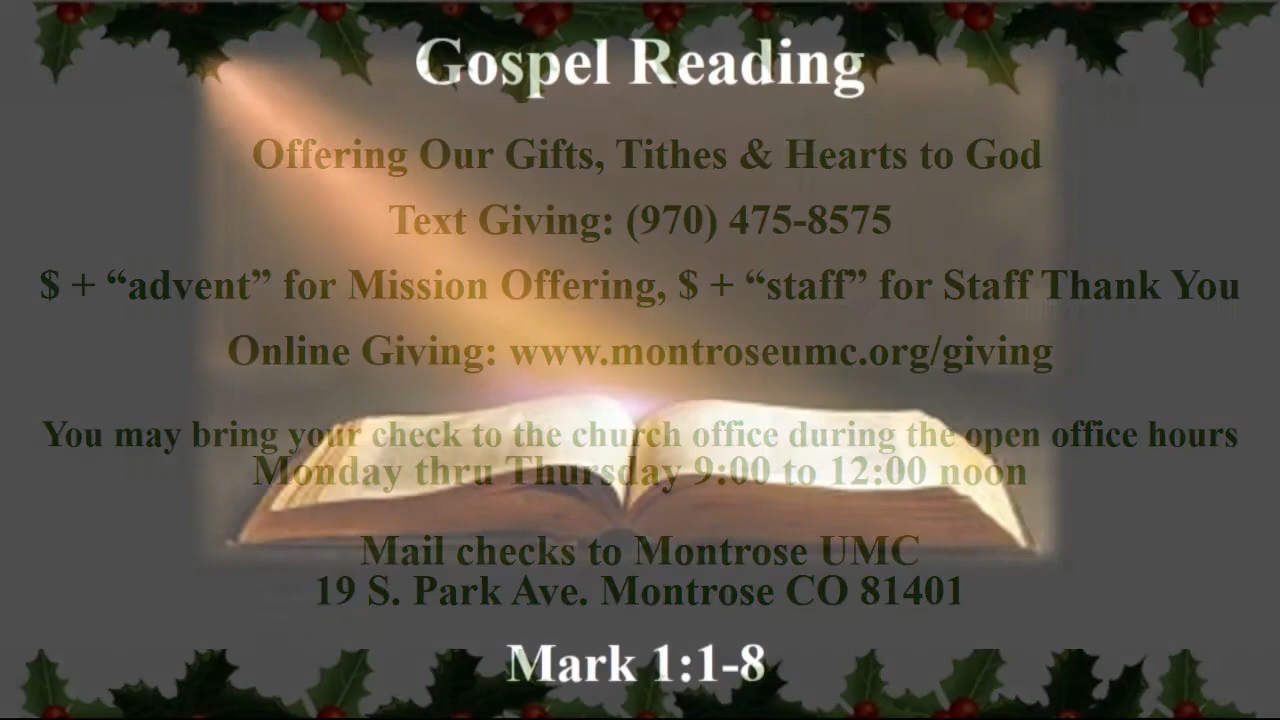 Gospel Reading
Offering Our Gifts, Tithes & Hearts to God
Text Giving: (970) 475-8575
$ + “advent” for Mission Offering, $ + “staff” for Staff Thank You
Online Giving: www.montroseumc.org/giving
You may bring your check to the church office during the open office hours
Monday thru Thursday 9:00 to 12:00 noon
Mail checks to Montrose UMC
19 S. Park Ave. Montrose CO 81401
Mark 1:1-8